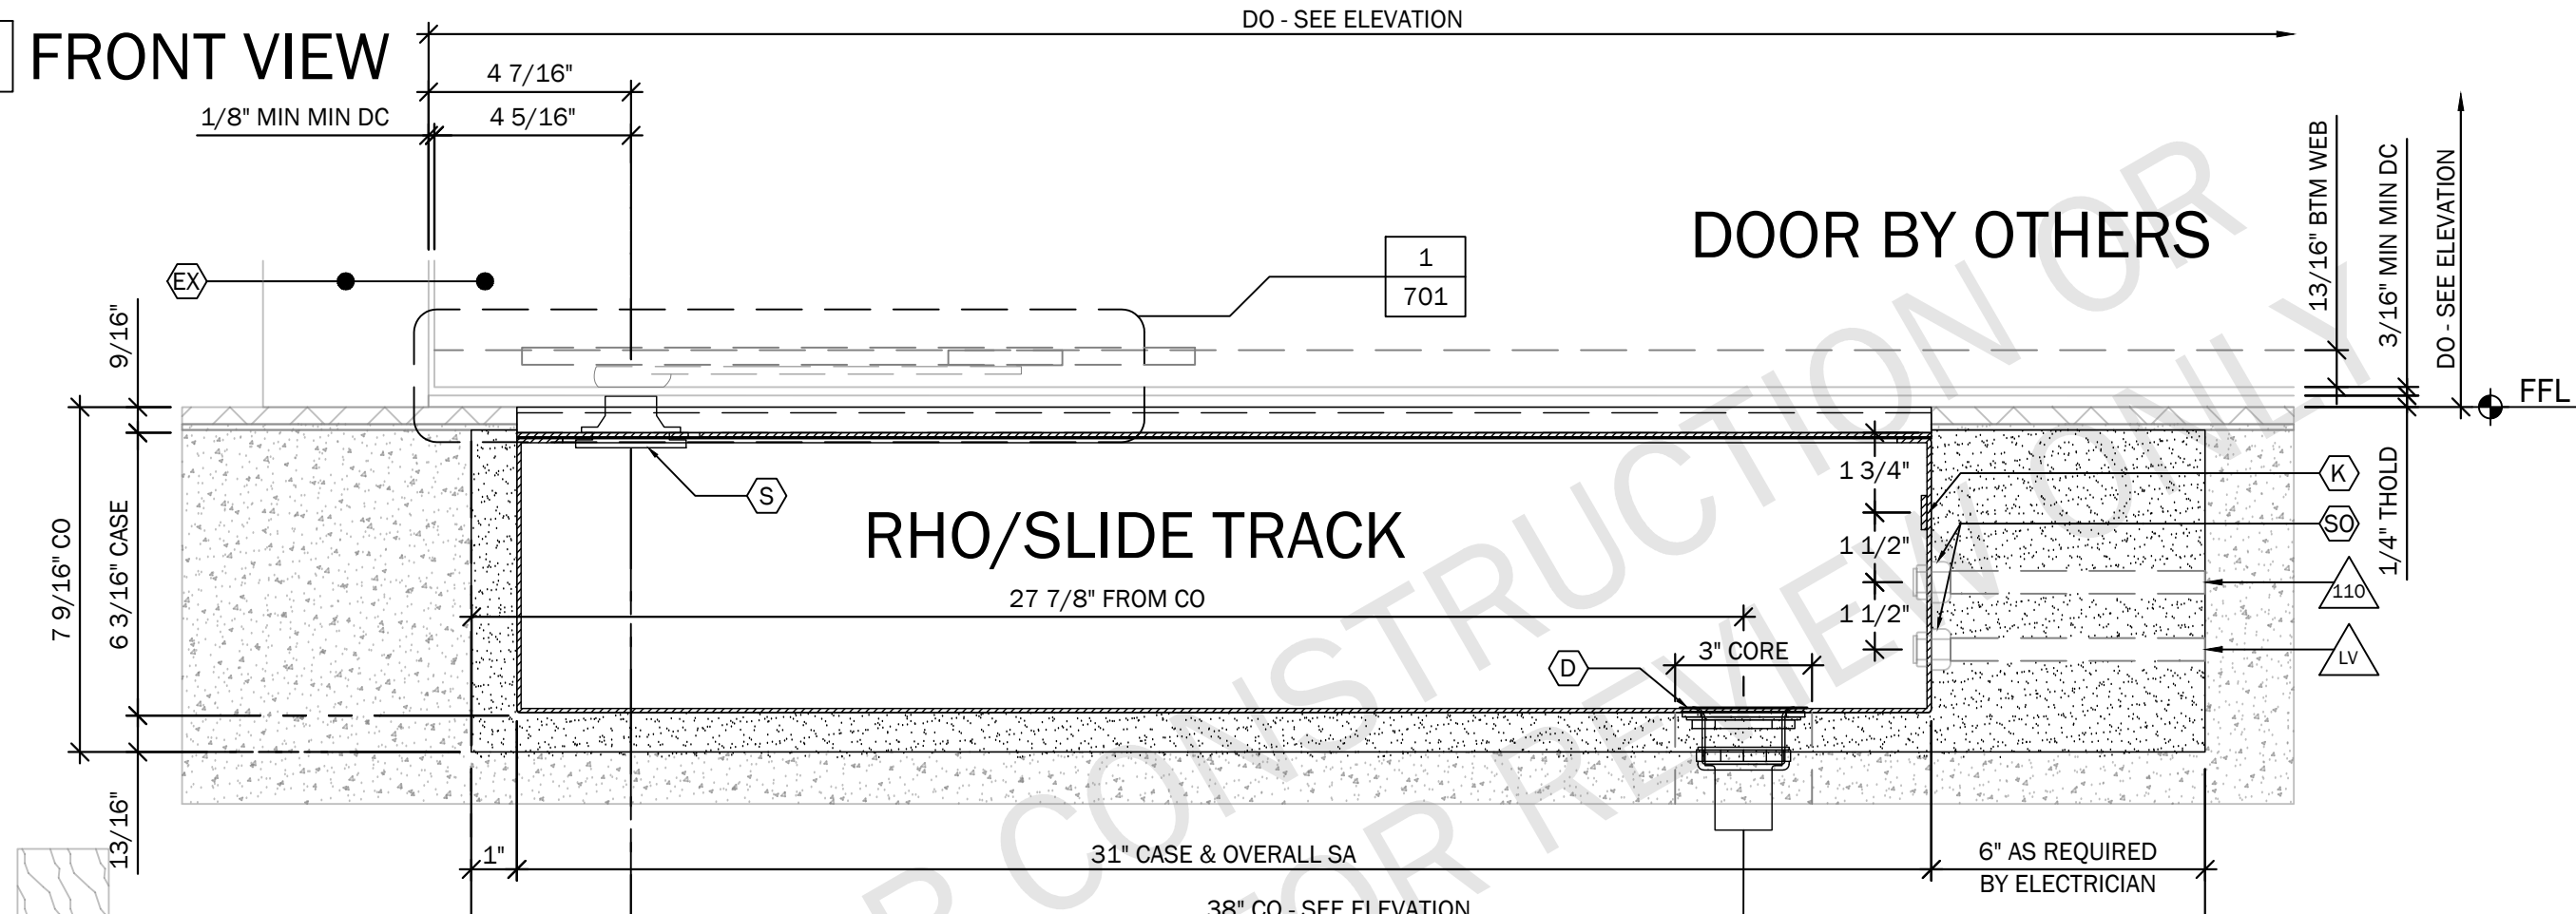 DO - SEE ELEVATION
FRONT VIEW
4 7/16"
1/8" MIN MIN DC
4 5/16"
13/16" BTM WEB
3/16" MIN MIN DC
DO - SEE ELEVATION
DOOR BY OTHERS
1
701
EX
9/16"
FFL
1 3/4"
K
S
RHO/SLIDE TRACK
SO
1/4" THOLD
7 9/16" CO
6 3/16" CASE
1 1/2"
27 7/8" FROM CO
110
1 1/2"
3" CORE
D
LV
13/16"
1"
31" CASE & OVERALL SA
6" AS REQUIRED
BY ELECTRICIAN
38" CO - SEE ELEVATION
R CONSTRUCTION OR
FOR REVIEW ONLY